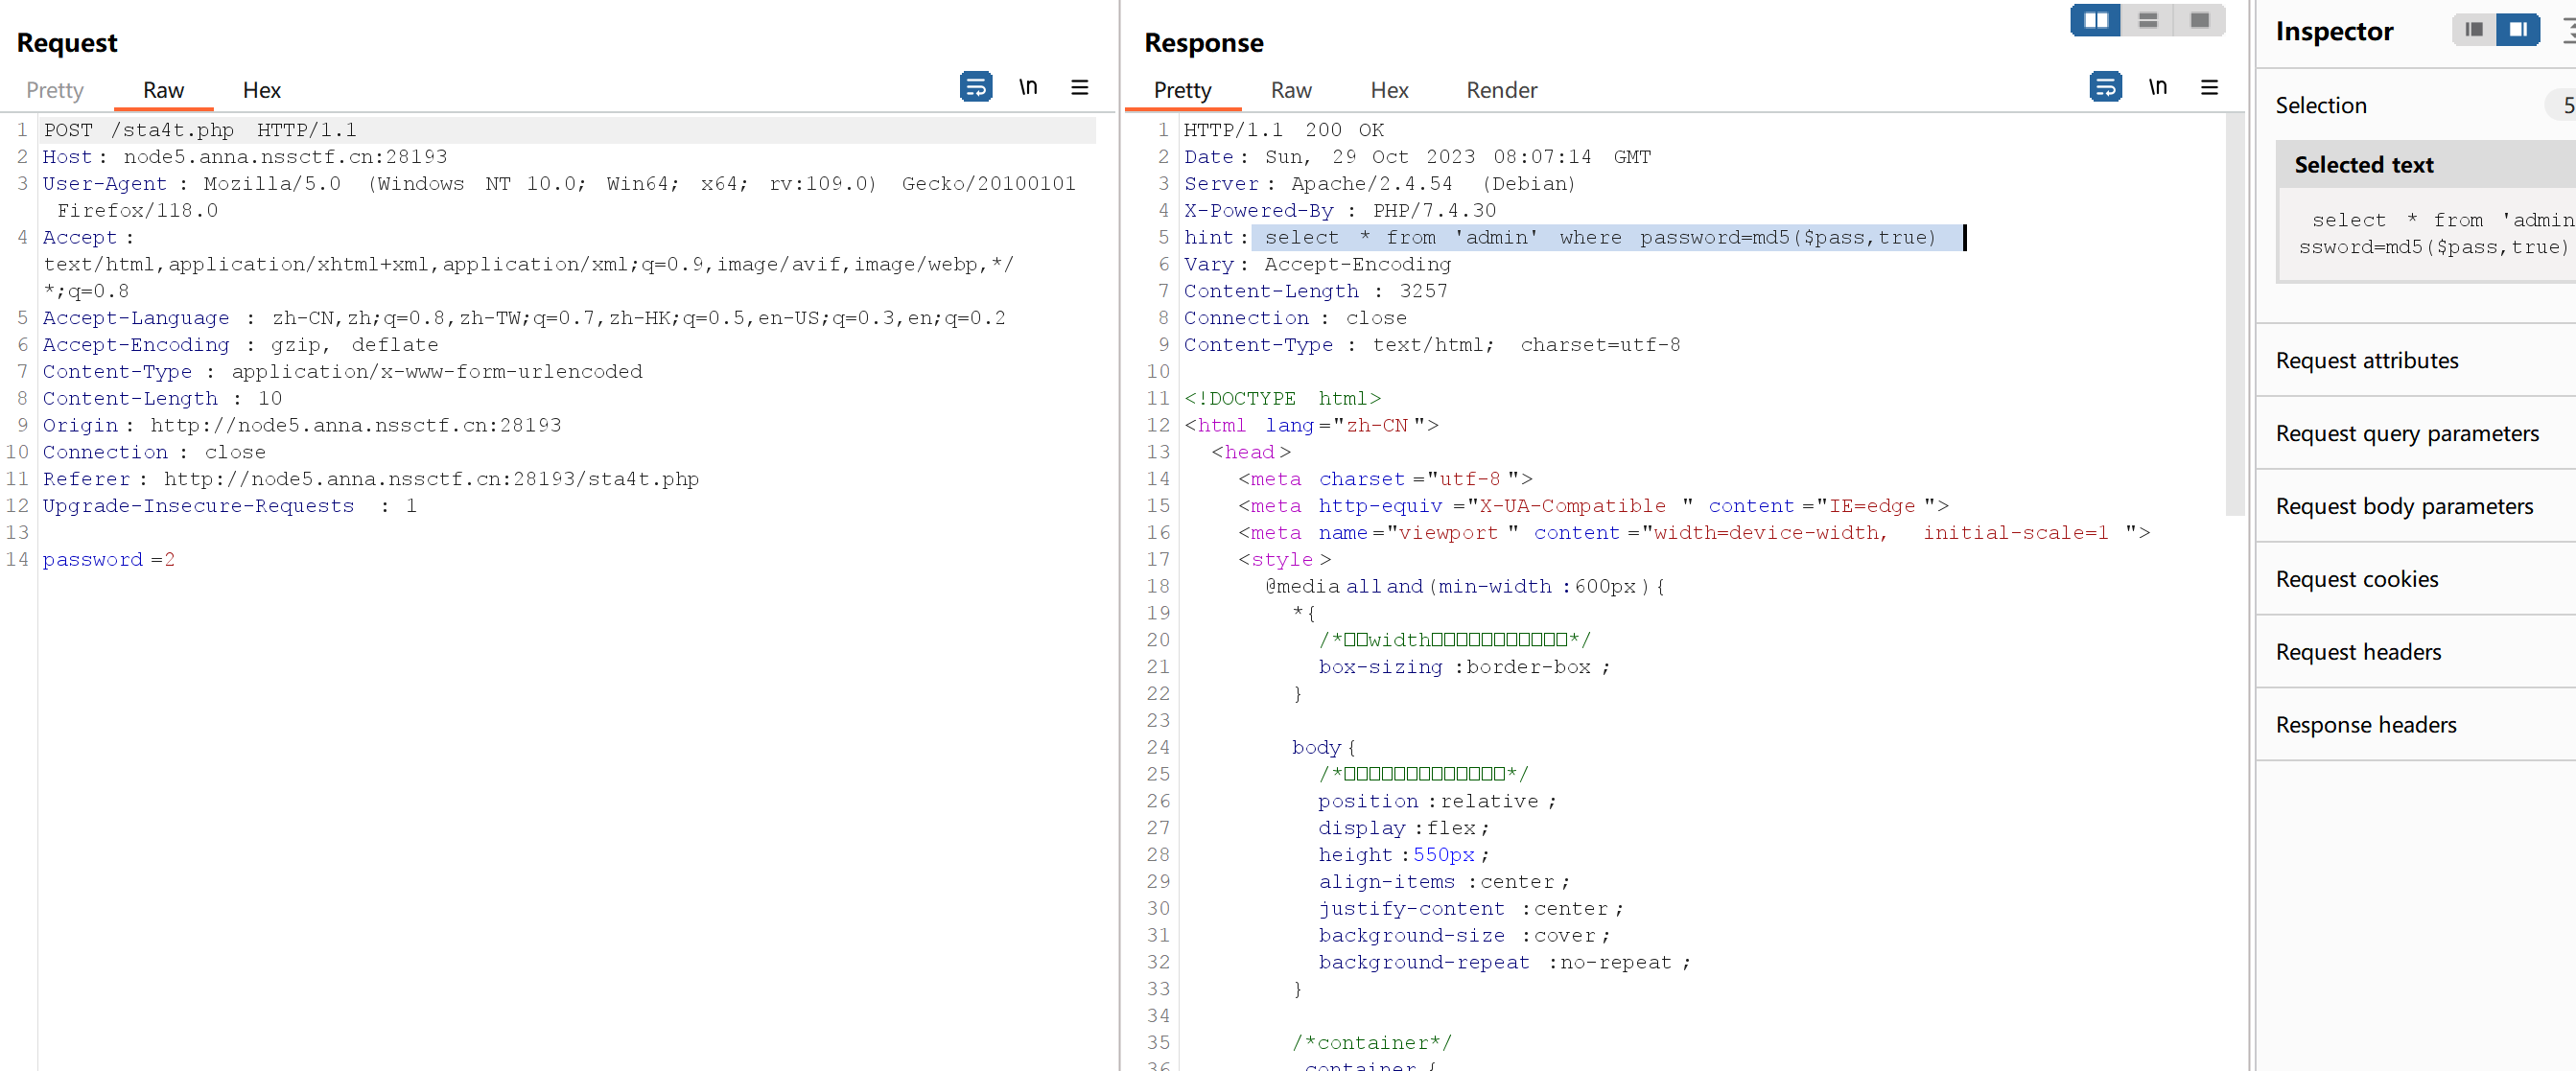 Request
Pretty Raw Hex \n
1 POST /sta4t.php HTTP/1.1
2 Host: node5.anna.nssctf.cn:28193
3 User-Agent : Mozilla/5.0 (Windows NT 10.0; Win64; x64; rv:109.0) Gecko/20100101
Firefox/118.0
4 Accept :
text/html,application/xhtml+xml,application/xml;q=0.9,image/avif,image/webp,*/
*;q=0.8
5 Accept-Language : zh-CN,zh;q=0.8,zh-TW;q=0.7,zh-HK;q=0.5,en-US;q=0.3,en;q=0.2
6 Accept-Encoding : gzip, deflate
7 Content-Type : application/x-www-form-urlencoded
8 Content-Length : 10
9 Origin : http://node5.anna.nssctf.cn:28193
10 Connection : close
11 Referer : http://node5.anna.nssctf.cn:28193/sta4t.php
12 Upgrade-Insecure-Requests : 1
13
14 password =2
Response
Pretty Raw Hex Render \n
1 HTTP/1.1 200 OK
2 Date : Sun, 29 Oct 2023 08:07:14 GMT
3 Server : Apache/2.4.54 (Debian)
4 X-Powered-By : PHP/7.4.30
5 hint : select * from 'admin' where password=md5($pass,true)
6 Vary : Accept-Encoding
7 Content-Length : 3257
8 Connection : close
9 Content-Type : text/html; charset=utf-8
10
11 <!DOCTYPE html>
12 <html lang ="zh-CN ">
13 <head >
14 <meta charset ="utf-8 ">
15 <meta http-equiv ="X-UA-Compatible " content ="IE=edge ">
16 <meta name ="viewport " content ="width=device-width, initial-scale=1 ">
17 <style >
18 @media all and (min-width :600px ){
19 *{
20 /*□□width□□□□□□□□□□□*/
21 box-sizing :border-box ;
22 }
23
24 body {
25 /*□□□□□□□□□□□□□*/
26 position :relative ;
27 display :flex ;
28 height :550px ;
29 align-items :center ;
30 justify-content :center ;
31 background-size :cover ;
32 background-repeat :no-repeat ;
33 }
34
35 /*container*/
36 .container {
Inspector
Selection 5
Selected text
select * from 'admin
ssword=md5($pass,true)
Request attributes
Request query parameters
Request body parameters
Request cookies
Request headers
Response headers